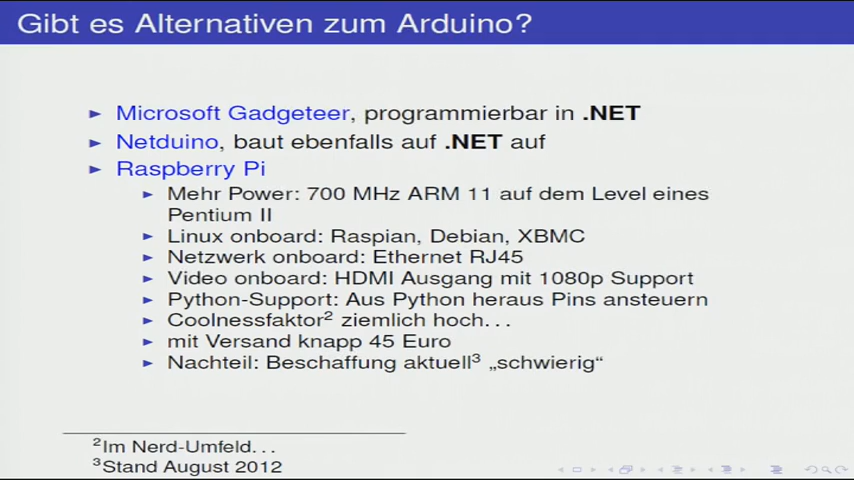 Gibt es Alternativen zum Arduino?
Microsoft Gadgeteer, programmierbar in .NET
Netduino, baut ebenfalls auf .NET auf
Raspberry Pi
Mehr Power: 700 MHz ARM 11 auf dem Level eines
Pentium II
Linux onboard: Raspian, Debian, XBMC
Netzwerk onboard: Ethernet RJ45
Video onboard: HDMI Ausgang mit 1080p Support
Python-Support: Aus Python heraus Pins ansteuern
Coolnessfaktor² ziemlich hoch...
mit Versand knapp 45 Euro
Nachteil: Beschaffung aktuell³ „schwierig“
²Im Nerd-Umfeld...
³Stand August 2012